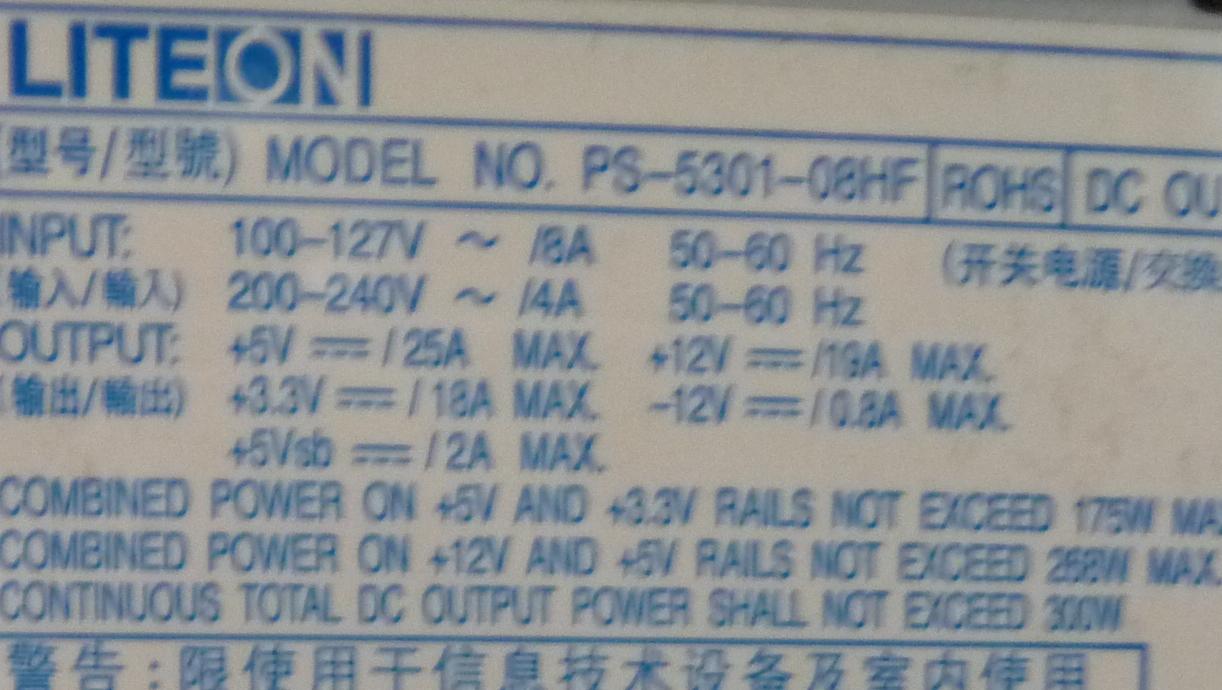 LITEON
(型号/型號) MODEL NO. PS-5301-08HF ROHS DC OU
INPUT: 100-127V ~ /8A 50-60 Hz (开关电源/交換
(输入/輸入) 200-240V ~ /4A 50-60 Hz
OUTPUT: +5V ⎓ /25A MAX. +12V ⎓ /19A MAX.
(输出/輸出) +3.3V ⎓ /18A MAX. -12V ⎓ /0.8A MAX.
+5Vsb ⎓ /2A MAX.
COMBINED POWER ON +5V AND +3.3V RAILS NOT EXCEED 175W MA
COMBINED POWER ON +12V AND +5V RAILS NOT EXCEED MAX.
CONTINUOUS TOTAL DC OUTPUT POWER SHALL NOT EXCEED 300W
警告:限使用于信息技术设备及室内使用